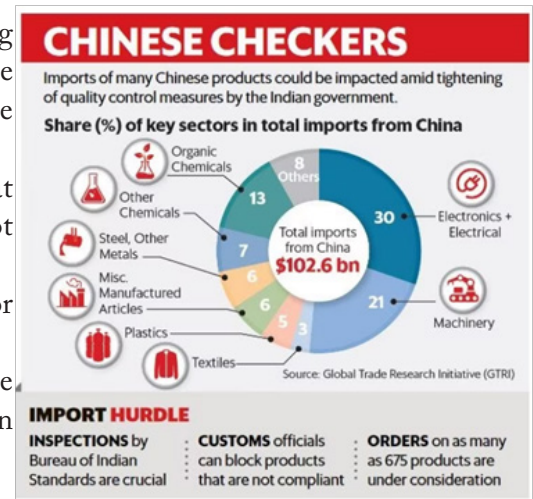 g
e
e
at
ot
or
e
n
CHINESE CHECKERS
Imports of many Chinese products could be impacted amid tightening
of quality control measures by the Indian government.
Share (%) of key sectors in total imports from China
Organic
Chemicals
Other
Chemicals
Steel, Other
Metals
Misc.
Manufactured
Articles
Plastics
Textiles
8
Others
13
7
6
6
5
3
21
30
Total imports
from China
$102.6 bn
Electronics +
Electrical
Machinery
Source: Global Trade Research Initiative (GTRI)
IMPORT HURDLE
INSPECTIONS by
Bureau of Indian
Standards are crucial
CUSTOMS officials
can block products
that are not compliant
ORDERS on as many
as 675 products are
under consideration